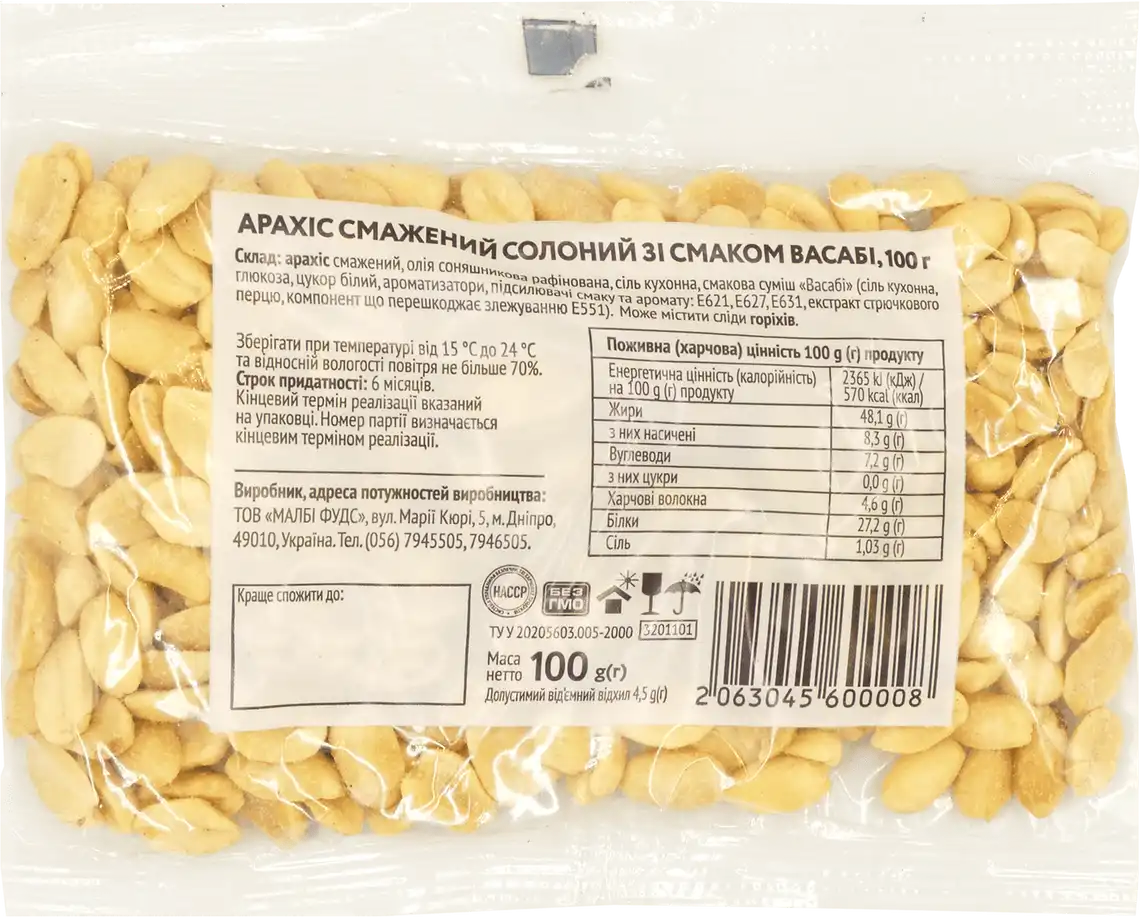 АРАХІС СМАЖЕНИЙ СОЛОНИЙ ЗІ СМАКОМ ВАСАБІ, 100 г
Склад: арахіс смажений, олія соняшникова рафінована, сіль кухонна, смакова суміш «Васабі» (сіль кухонна,
глюкоза, цукор білий, ароматизатори, підсилювачі смаку та аромату: Е621, Е627, Е631, екстракт стрючкового
перцю, компонент що перешкоджає злежуванню Е551). Може містити сліди горіхів.
Зберігати при температурі від 15 °С до 24 °С
та відносній вологості повітря не більше 70%.
Строк придатності: 6 місяців.
Кінцевий термін реалізації вказаний
на упаковці. Номер партії визначається
кінцевим терміном реалізації.
Виробник, адреса потужностей виробництва:
ТОВ «МАЛБІ ФУДС», вул. Марії Кюрі, 5, м. Дніпро,
49010, Україна. Тел. (056) 7945505, 7946505.
Краще спожити до:
Поживна (харчова) цінність 100 g (г) продукту
Енергетична цінність (калорійність) 2365 kJ (кДж) /
на 100 g (г) продукту 570 kcal (ккал)
Жири 48,1 g (г)
з них насичені 8,3 g (г)
Вуглеводи 7,2 g (г)
з них цукри 0,0 g (г)
Харчові волокна 4,6 g (г)
Білки 27,2 g (г)
Сіль 1,03 g (г)
НАССР
БЕЗ
ГМО
ТУ У 20205603.005-2000 3201101
Маса
нетто 100 g(г)
Допустимий від'ємний відхил 4,5 g(г)
2 063045 600008